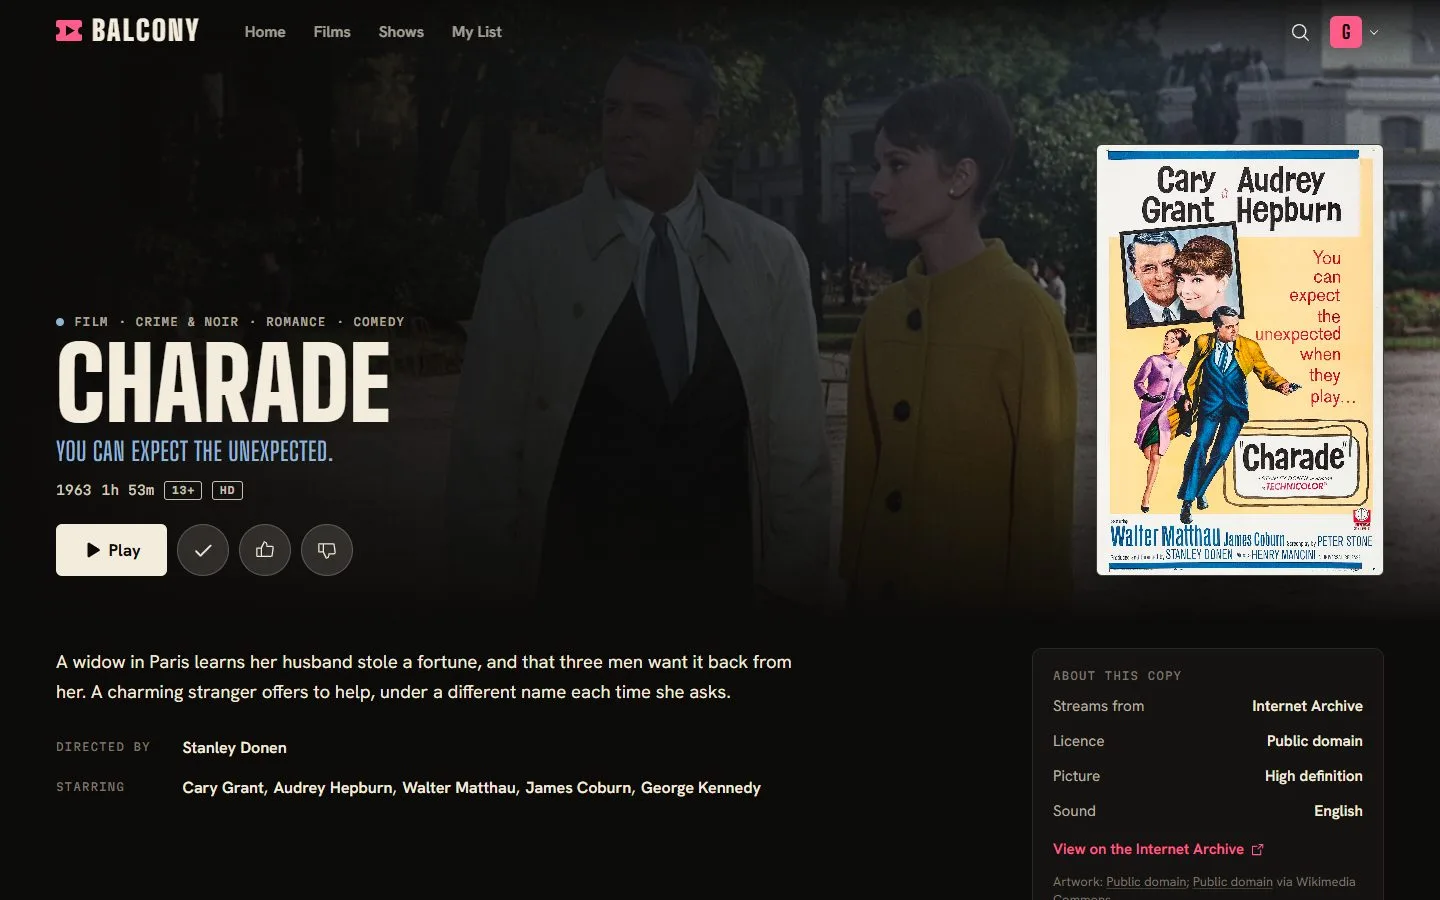 BALCONY
Home
Films
Shows
My List
G
FILM · CRIME & NOIR · ROMANCE · COMEDY
CHARADE
YOU CAN EXPECT THE UNEXPECTED.
1963 1h 53m 13+ HD
Play
Cary Audrey
Grant Hepburn
You
can
expect
the
unexpected
when
they
play...
"Charade"
TECHNICOLOR
Walter Matthau James Coburn Screenplay by PETER STONE
STANLEY DONEN HENRY MANCINI
A widow in Paris learns her husband stole a fortune, and that three men want it back from
her. A charming stranger offers to help, under a different name each time she asks.
DIRECTED BY Stanley Donen
STARRING Cary Grant, Audrey Hepburn, Walter Matthau, James Coburn, George Kennedy
ABOUT THIS COPY
Streams from Internet Archive
Licence Public domain
Picture High definition
Sound English
View on the Internet Archive
Artwork: Public domain; Public domain via Wikimedia
Commons